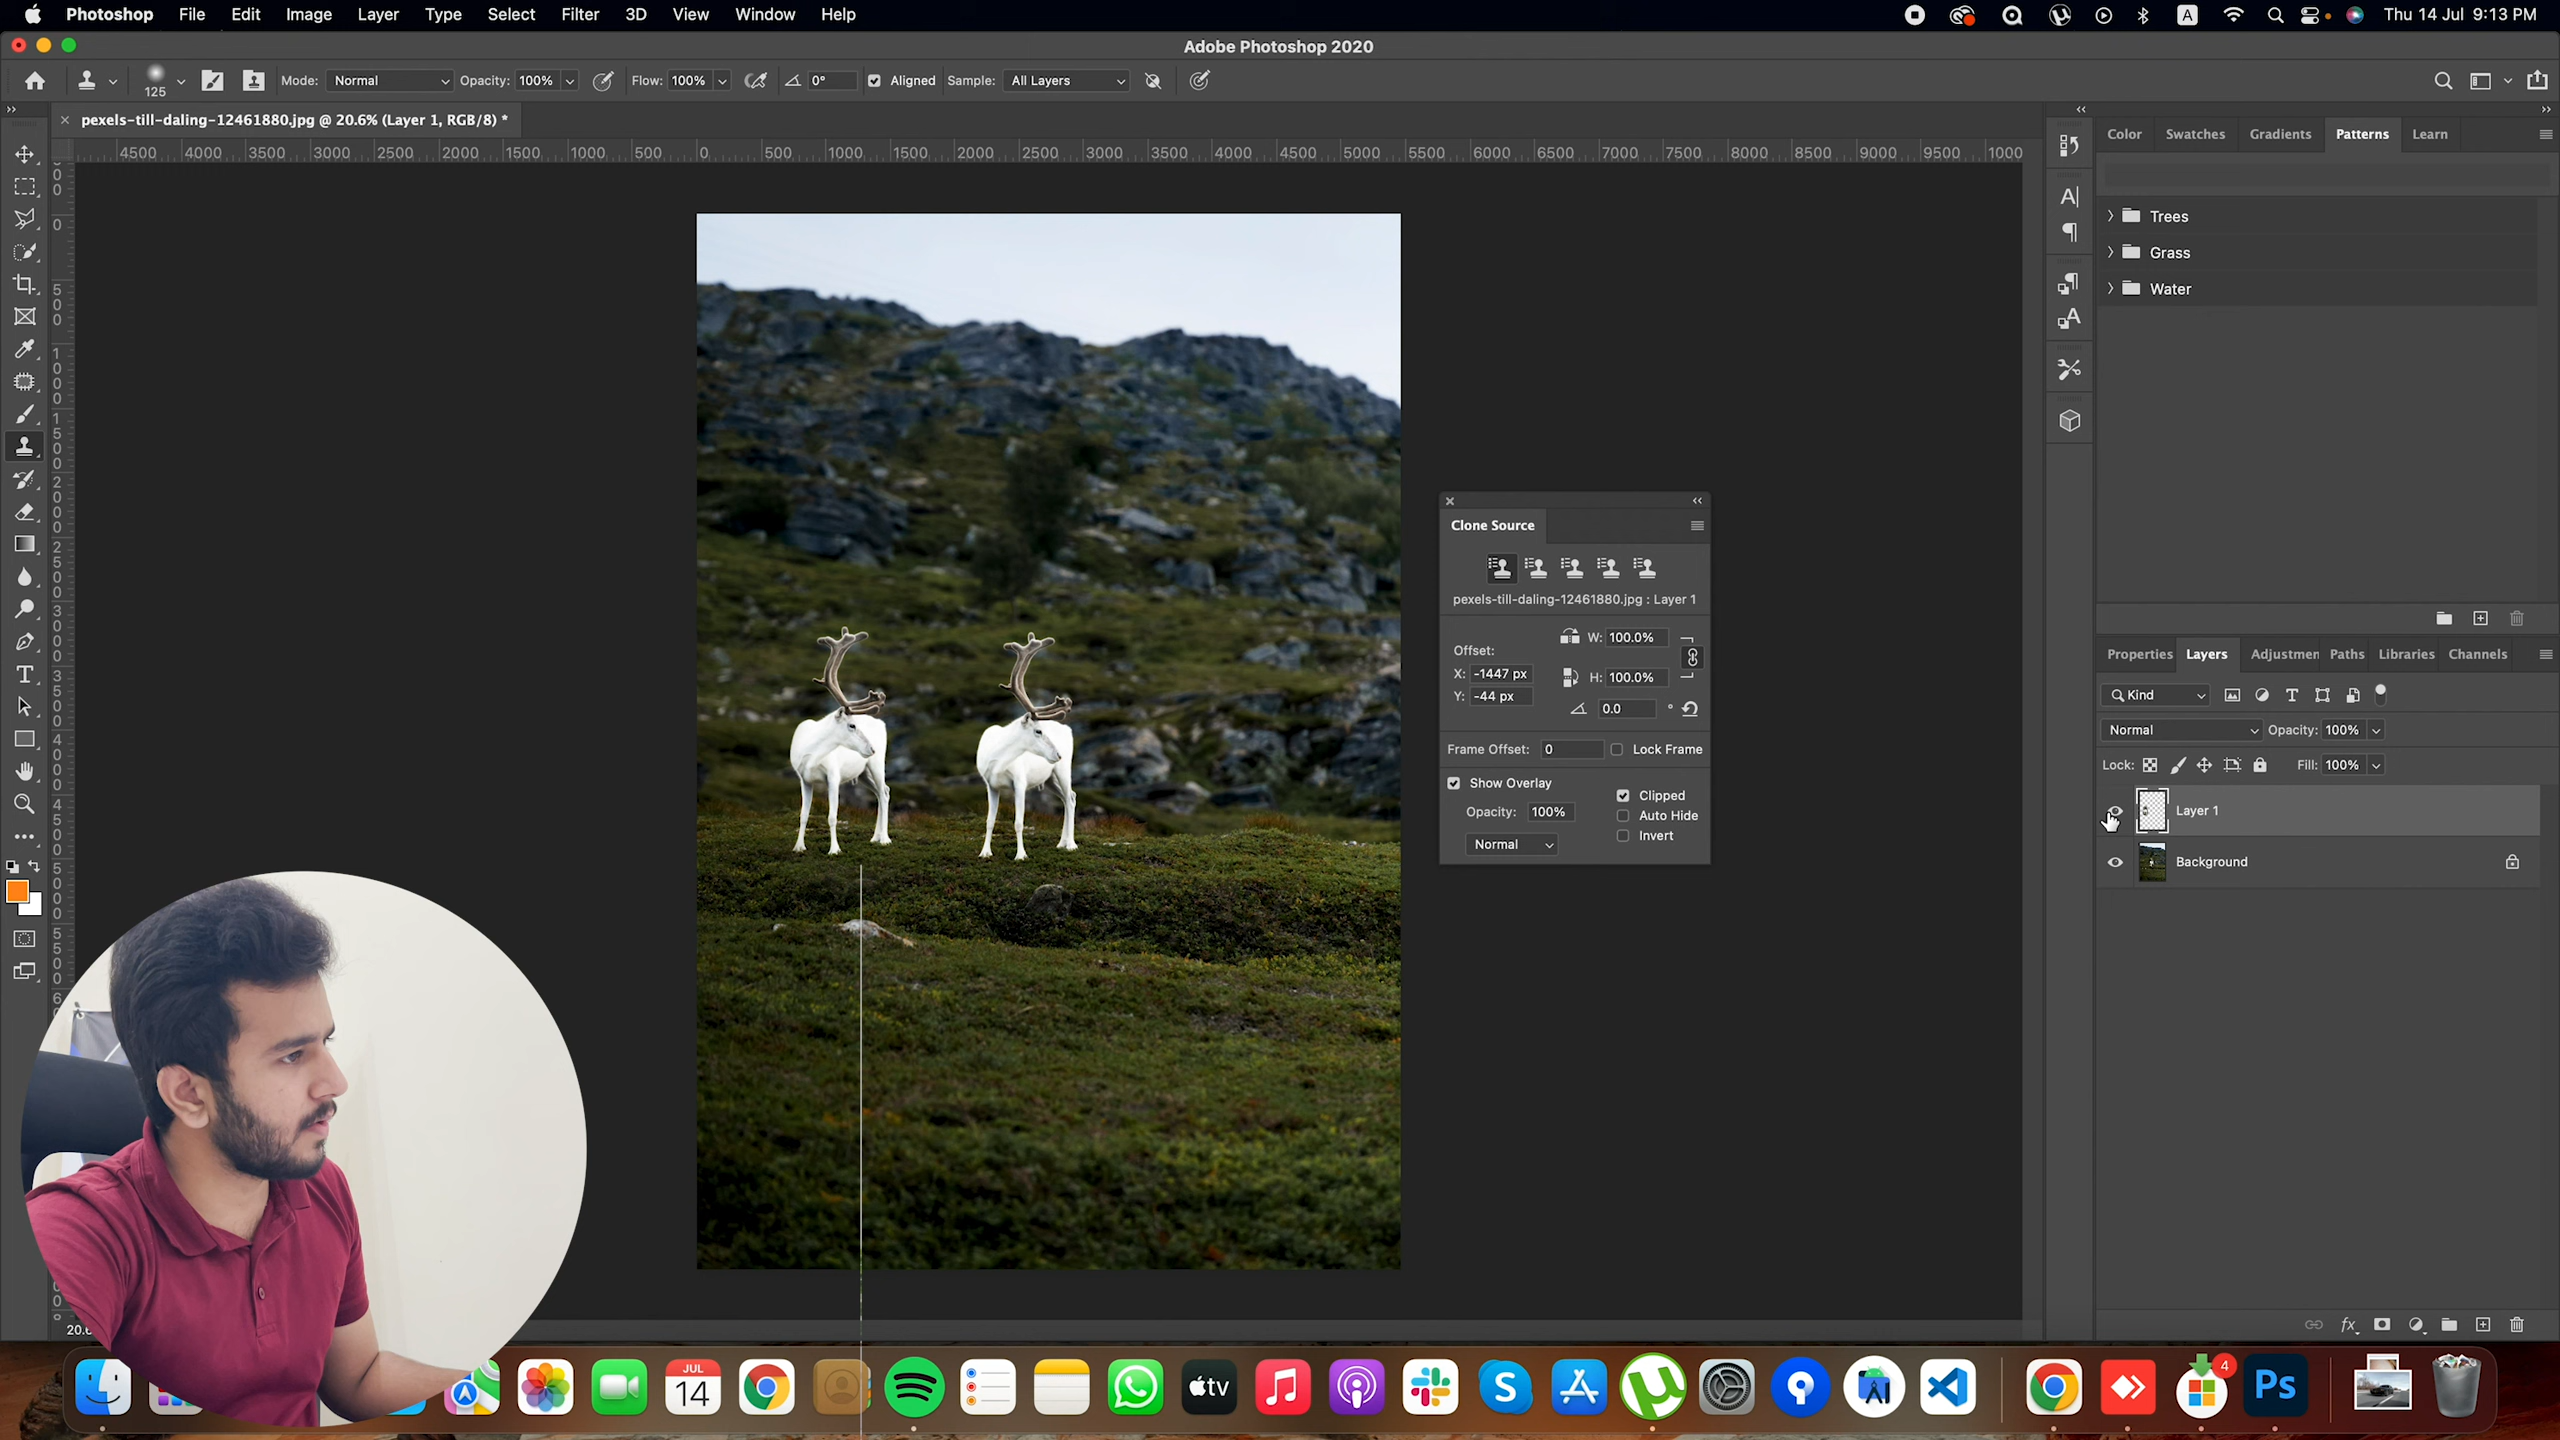 Photoshop File Edit Image Layer Type Select Filter 3D View Window Help A Thu 14 Jul 9:13 PM
Adobe Photoshop 2020
125 Mode: Normal Opacity: 100% Flow: 100% 0° Aligned Sample: All Layers
pexels-till-daling-12461880.jpg @ 20.6% (Layer 1, RGB/8) *
4500 4000 3500 3000 2500 2000 1500 1000 500 0 500 1000 1500 2000 2500 3000 3500 4000 4500 5000 5500 6000 6500 7000 7500 8000 8500 9000 9500 1000
Color Swatches Gradients Patterns Learn
Trees
Grass
Water
Clone Source
pexels-till-daling-12461880.jpg : Layer 1
W: 100.0%
Offset:
X: -1447 px H: 100.0%
Y: -44 px 0.0 °
Frame Offset: 0 Lock Frame
Show Overlay Clipped
Opacity: 100% Auto Hide
Normal Invert
Properties Layers Adjustmen Paths Libraries Channels
Kind
Normal Opacity: 100%
Lock: Fill: 100%
Layer 1
Background
fx
JUL
14
tv
S
4
Ps